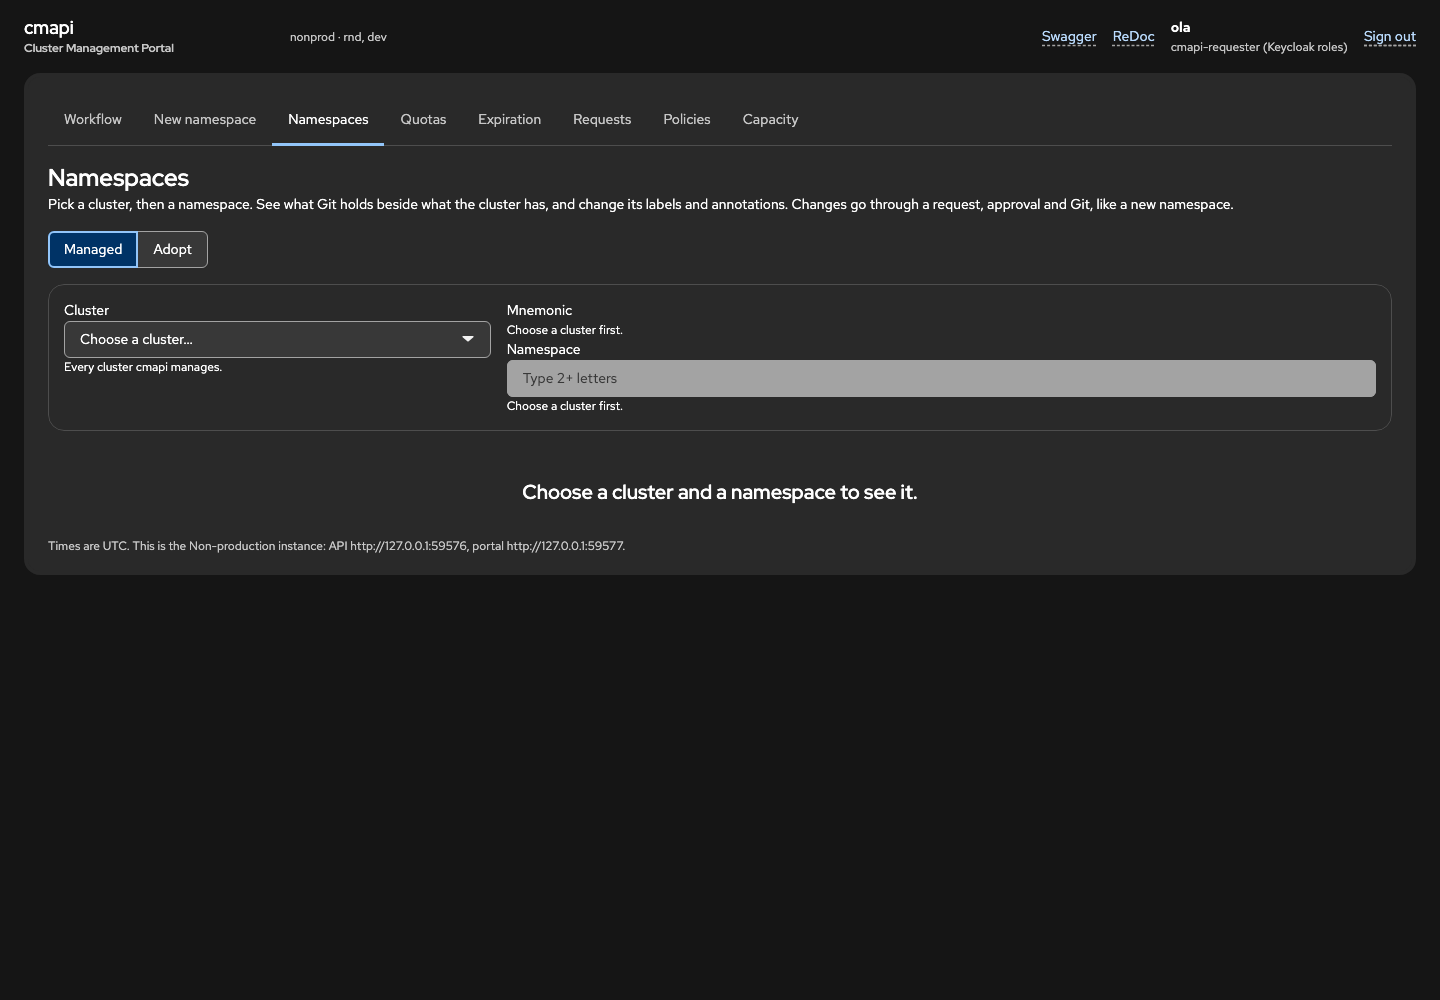 cmapi
Cluster Management Portal
nonprod · rnd, dev
Swagger
ReDoc
ola
cmapi-requester (Keycloak roles)
Sign out
Workflow
New namespace
Namespaces
Quotas
Expiration
Requests
Policies
Capacity
Namespaces
Pick a cluster, then a namespace. See what Git holds beside what the cluster has, and change its labels and annotations. Changes go through a request, approval and Git, like a new namespace.
Managed
Adopt
Cluster
Choose a cluster...
Every cluster cmapi manages.
Mnemonic
Choose a cluster first.
Namespace
Type 2+ letters
Choose a cluster first.
Choose a cluster and a namespace to see it.
Times are UTC. This is the Non-production instance: API http://127.0.0.1:59576, portal http://127.0.0.1:59577.